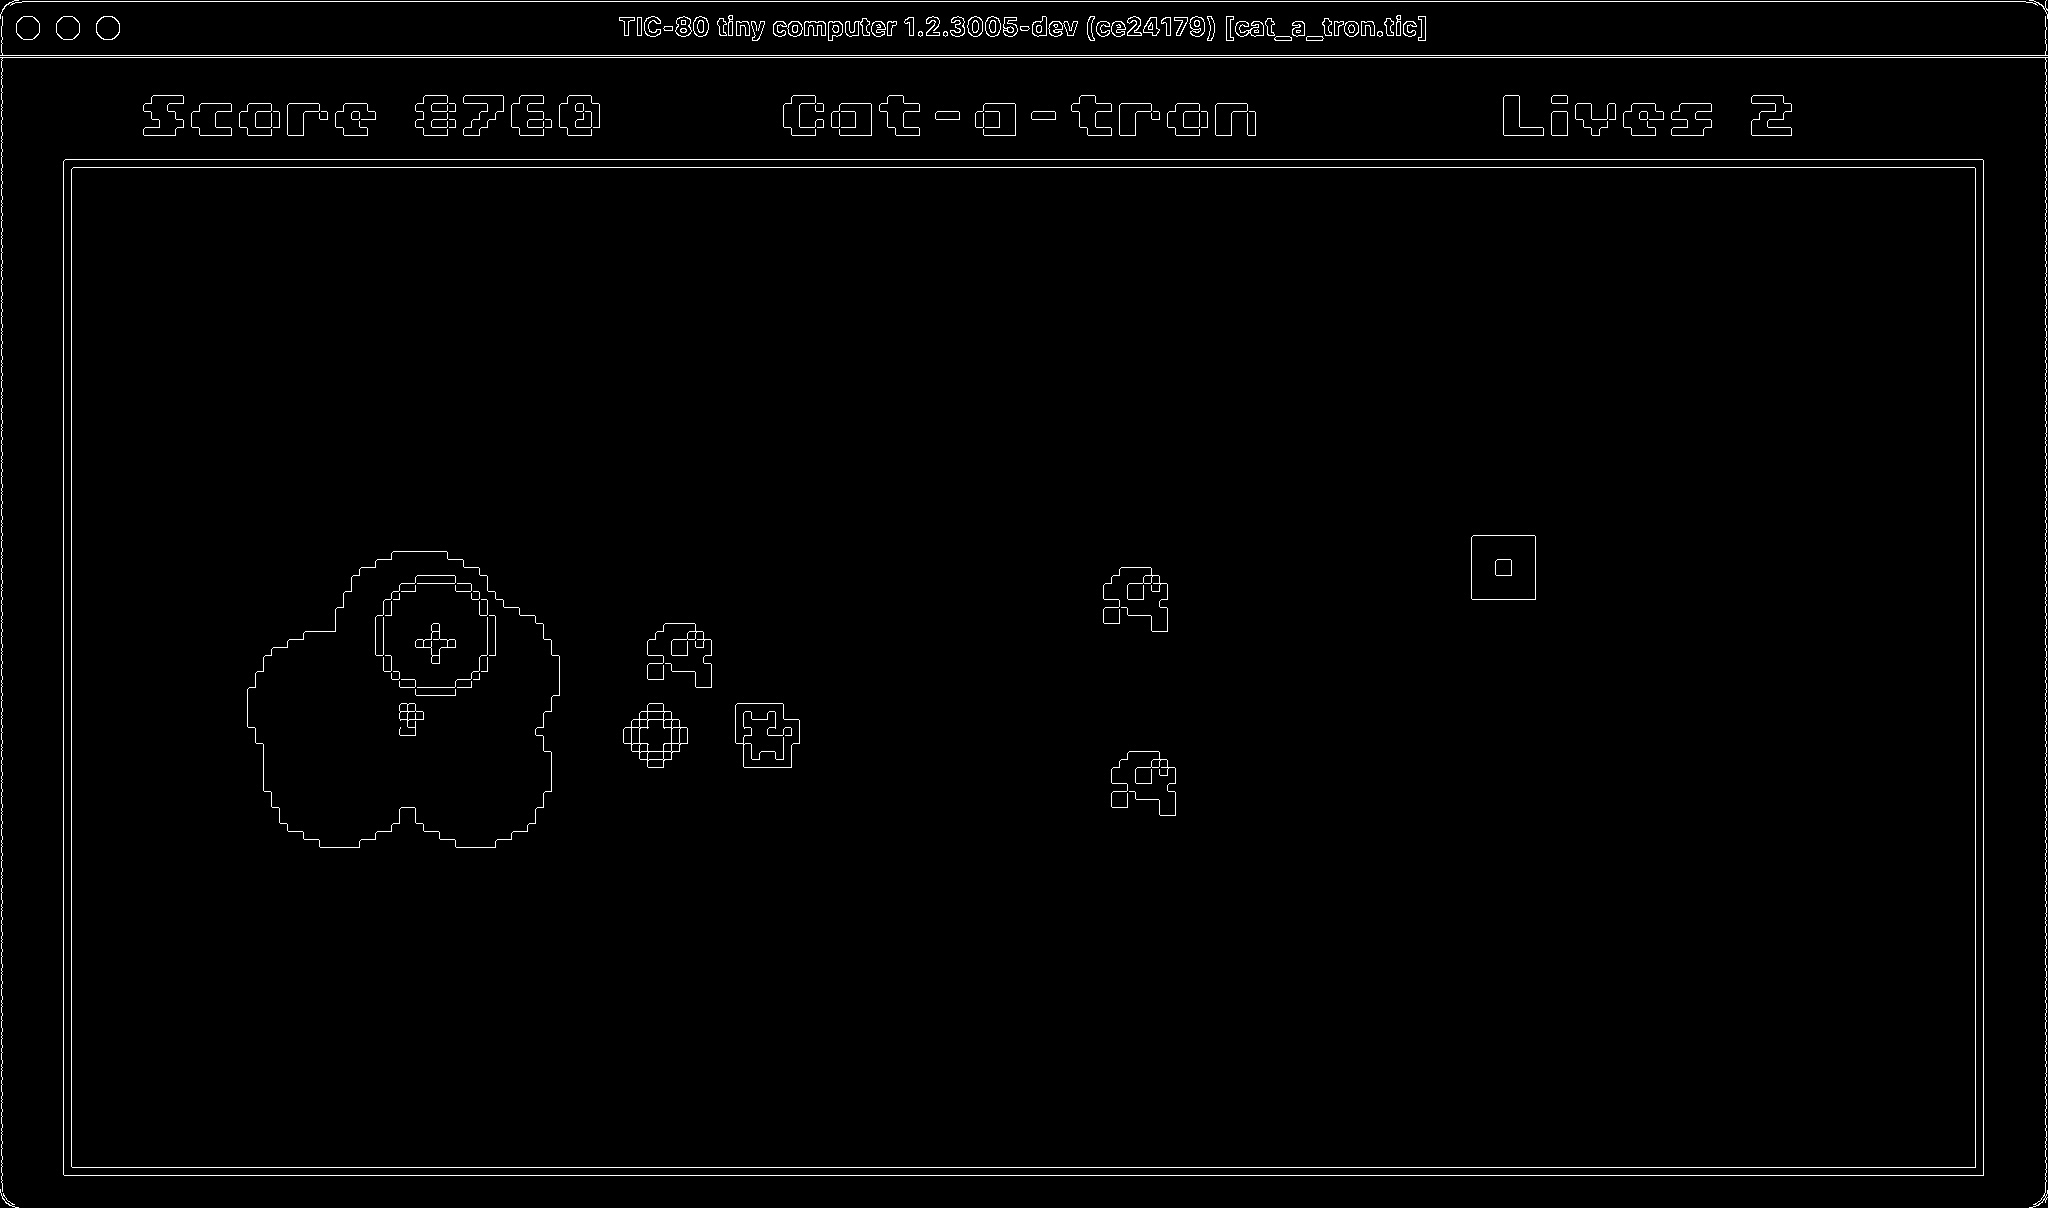 TIC-80 tiny computer 1.2.3005-dev (ce24179) [cat_a_tron.tic]
Score 8760 Cat-a-tron Lives 2